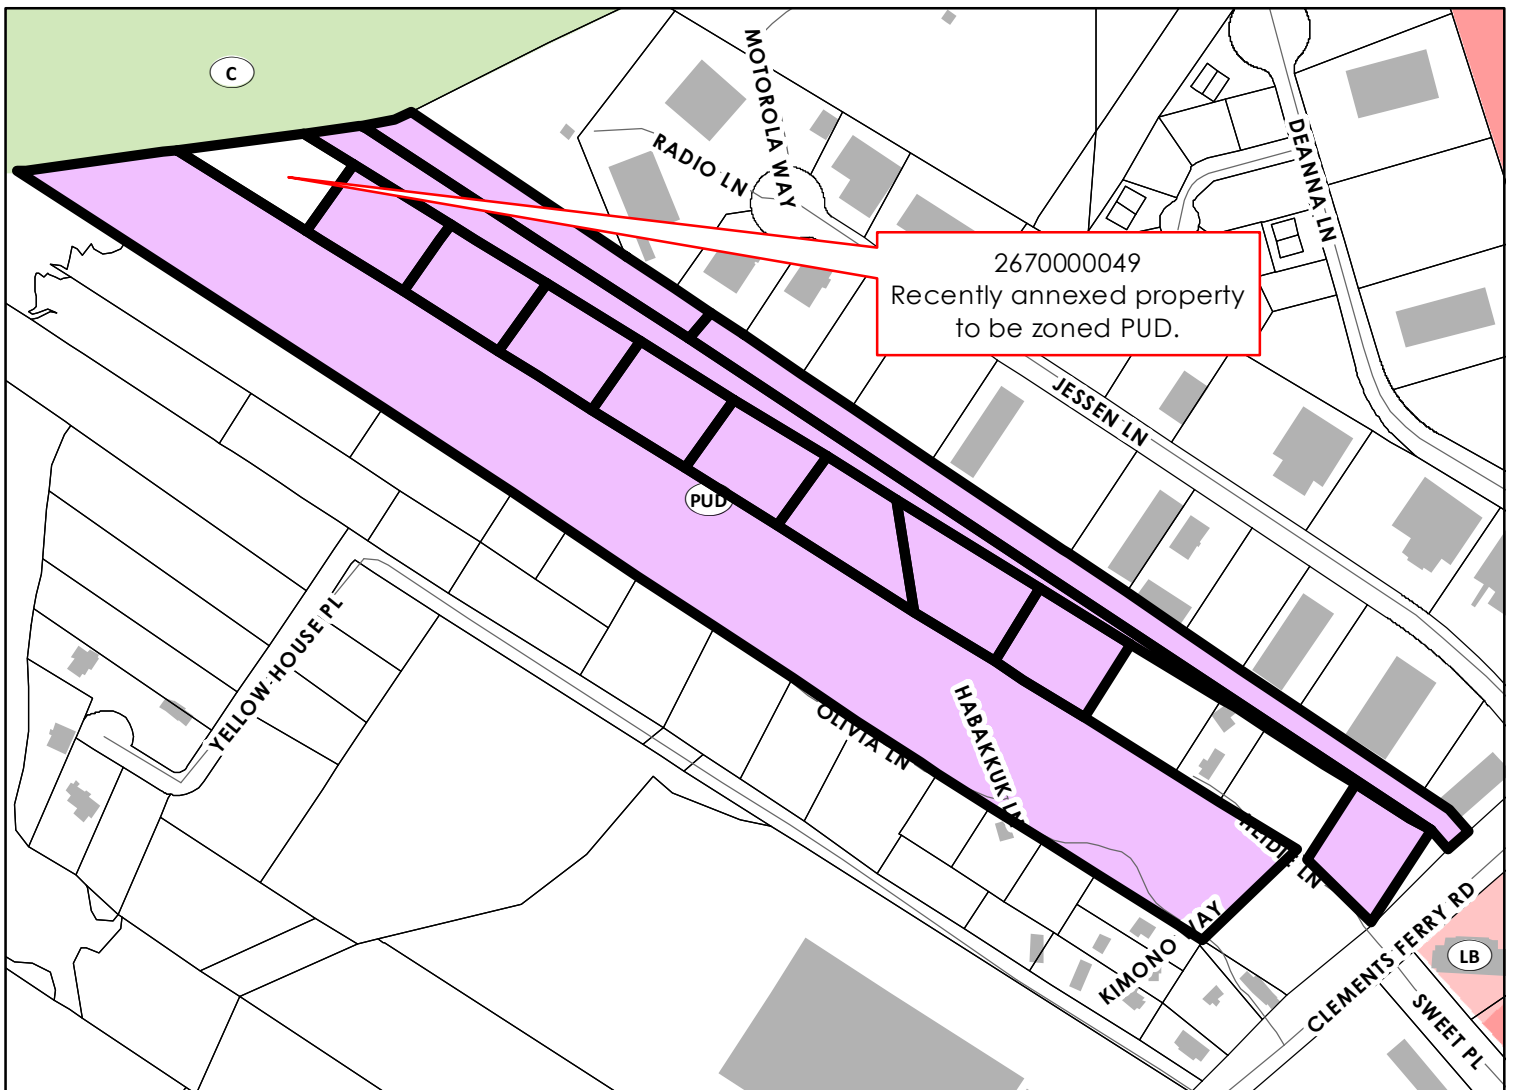 C
MOTOROLA WAY
RADIO LN
DEANNA LN
2670000049
Recently annexed property
to be zoned PUD.
JESSEN LN
PUD
YELLOW HOUSE PL
OLIVIA LN
HABAKKUK LN
HEIDI LN
KIMONO WAY
CLEMENTS FERRY RD
LB
SWEET PL